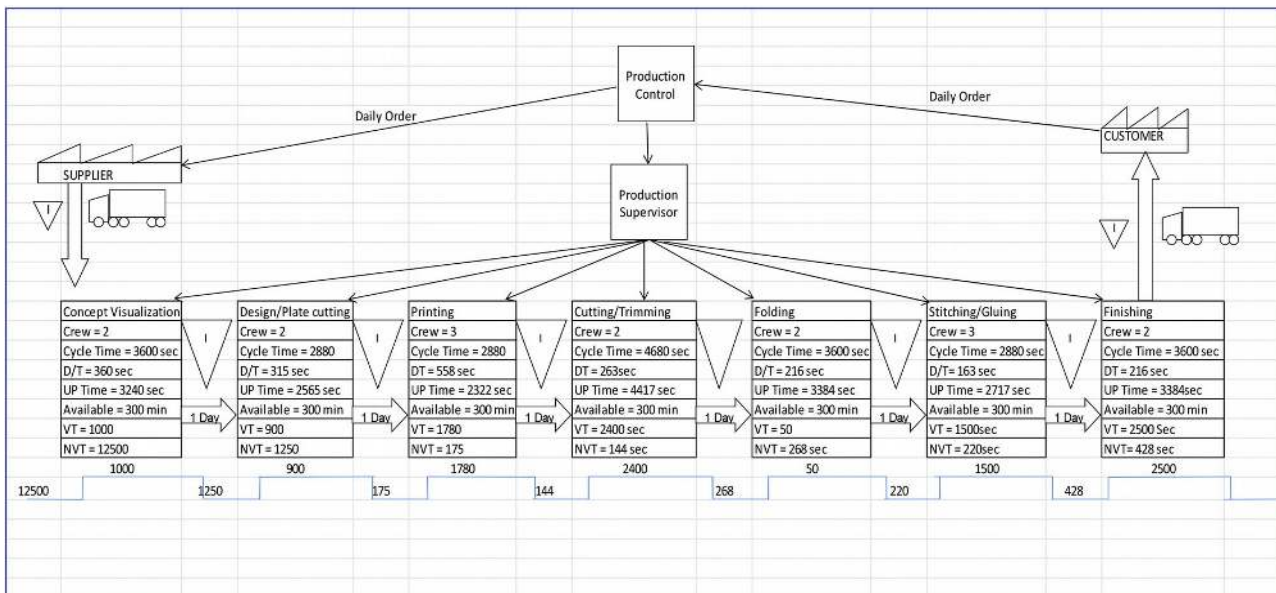 Production
Control
Daily Order
Daily Order
CUSTOMER
SUPPLIER
I
Production
Supervisor
I
Concept Visualization
Crew = 2
Cycle Time = 3600 sec
D/T = 360 sec
UP Time = 3240 sec
Available = 300 min
VT = 1000
NVT = 12500
I
1 Day
Design/Plate cutting
Crew = 2
Cycle Time = 2880
D/T = 315 sec
UP Time = 2565 sec
Available = 300 min
VT = 900
NVT = 1250
I
1 Day
Printing
Crew = 3
Cycle Time = 2880
DT = 558 sec
UP Time = 2322 sec
Available = 300 min
VT = 1780
NVT = 175
I
1 Day
Cutting/Trimming
Crew = 2
Cycle Time = 4680 sec
DT = 263sec
UP Time = 4417 sec
Available = 300 min
VT = 2400 sec
NVT = 144 sec
I
1 Day
Folding
Crew = 2
Cycle Time = 3600 sec
D/T = 216 sec
UP Time = 3384 sec
Available = 300 min
VT = 50
NVT = 268 sec
I
1 Day
Stitching/Gluing
Crew = 3
Cycle Time = 2880 sec
D/T = 163 sec
UP Time = 2717 sec
Available = 300 min
VT = 1500sec
NVT = 220sec
I
1 Day
Finishing
Crew = 2
Cycle Time = 3600 sec
DT = 216 sec
UP Time = 3384sec
Available = 300 min
VT = 2500 sec
NVT= 428 sec
1000 900 1780 2400 50 1500 2500
12500 1250 175 144 268 220 428